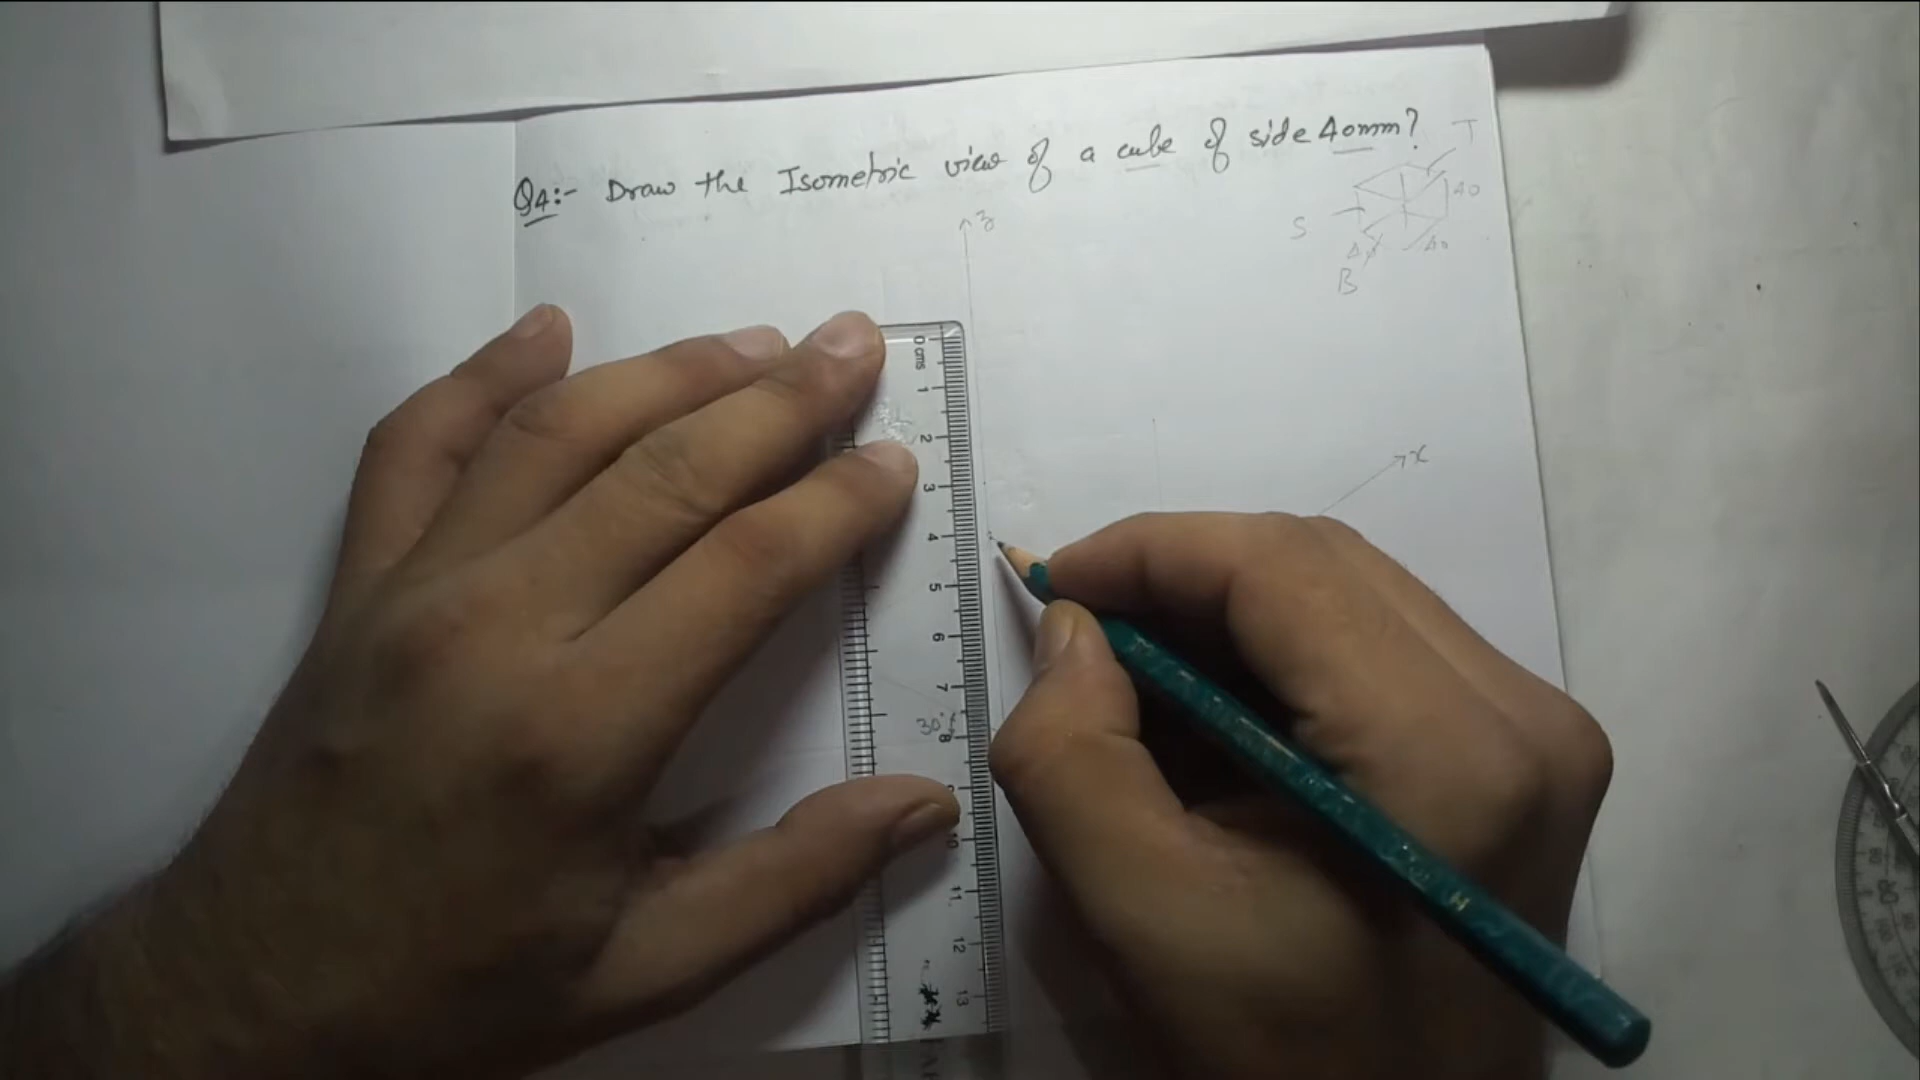 Q4:- Draw the Isometric view of a cube of side 40mm?
T
40
S
40
40
B
z
x
30°
0 cms 1 2 3 4 5 6 7 8 9 10 11 12 13
H